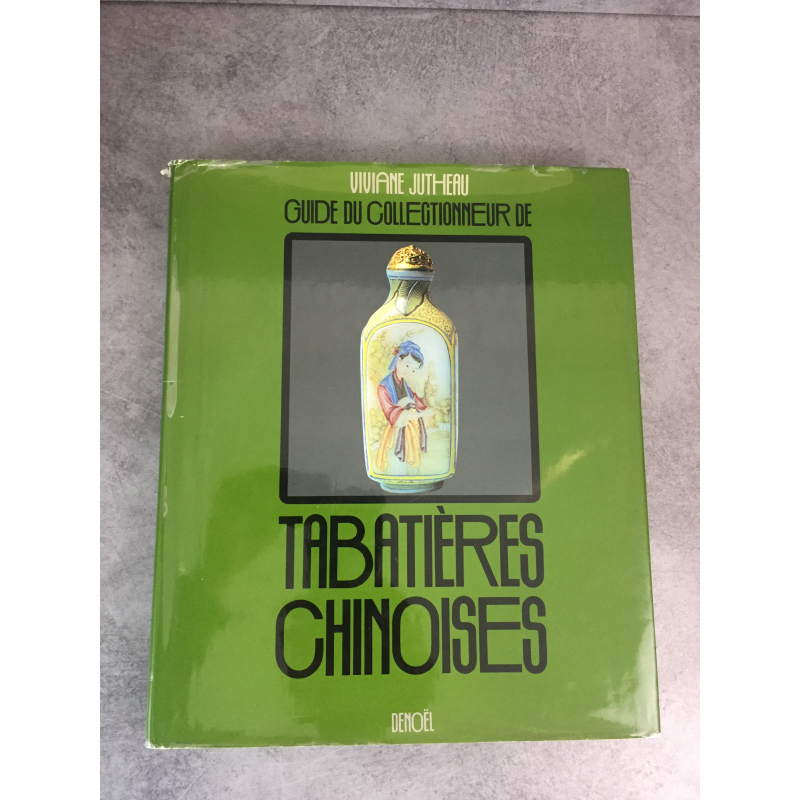 VIVIANE JUTHEAU
GUIDE DU COLLECTIONNEUR DE
TABATIÈRES
CHINOISES
DENOËL